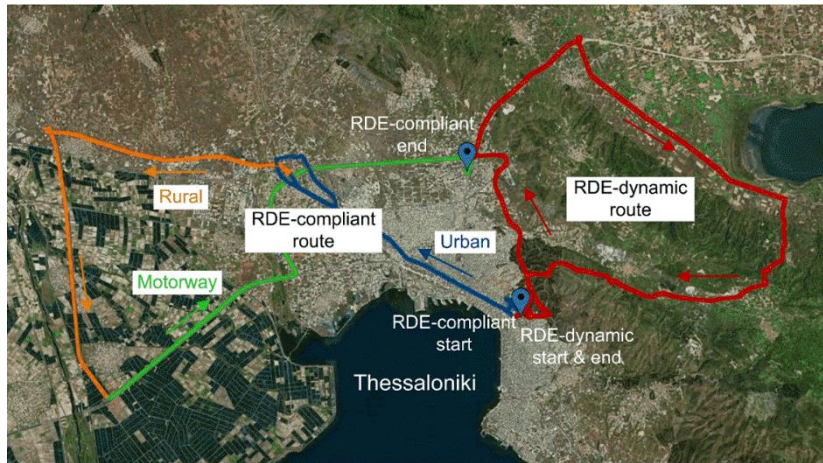 RDE-compliant
end
Rural
RDE-compliant
route
Urban
RDE-dynamic
route
Motorway
RDE-compliant
start
RDE-dynamic
start & end
Thessaloniki